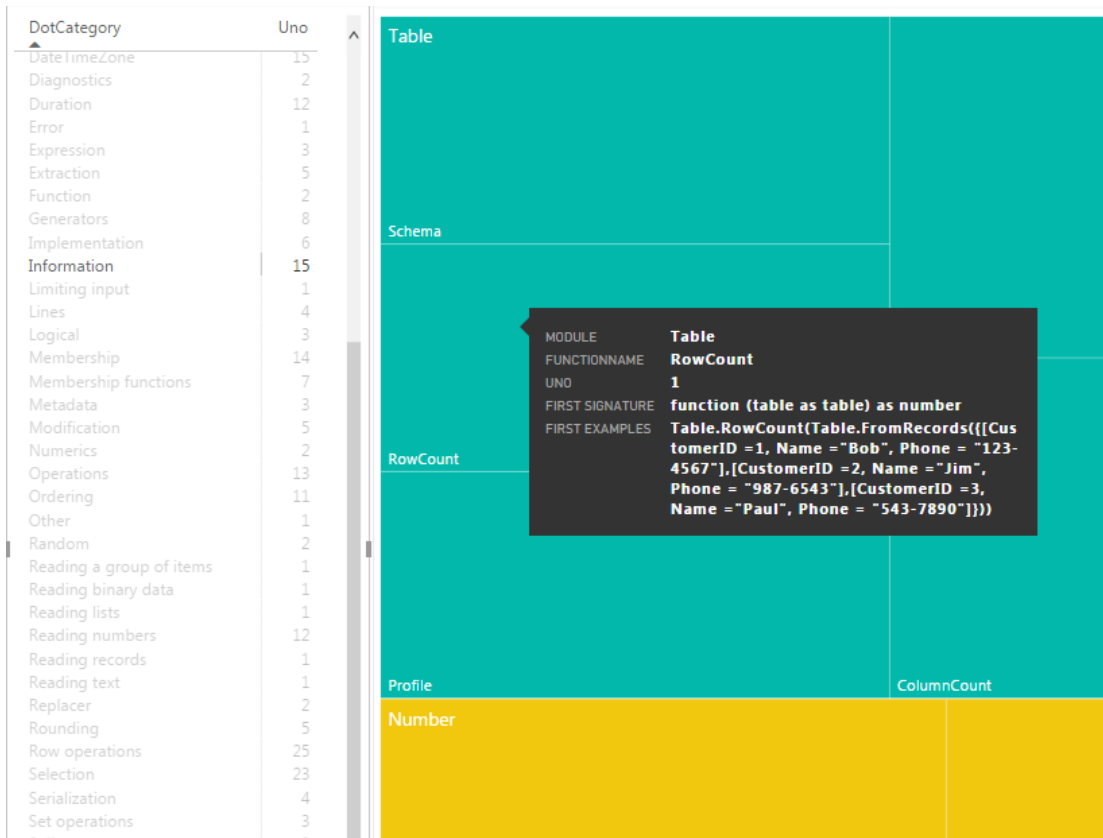 DotCategory Uno
DateTimeZone 15
Diagnostics 2
Duration 12
Error 1
Expression 3
Extraction 5
Function 2
Generators 8
Implementation 6
Information 15
Limiting input 1
Lines 4
Logical 3
Membership 14
Membership functions 7
Metadata 3
Modification 5
Numerics 2
Operations 13
Ordering 11
Other 1
Random 2
Reading a group of items 1
Reading binary data 1
Reading lists 1
Reading numbers 12
Reading records 1
Reading text 1
Replacer 2
Rounding 5
Row operations 25
Selection 23
Serialization 4
Set operations 3
Table
Schema
RowCount
MODULE Table
FUNCTIONNAME RowCount
UNO 1
FIRST SIGNATURE function (table as table) as number
FIRST EXAMPLES Table.RowCount(Table.FromRecords({[Cus
tomerID =1, Name ="Bob", Phone = "123-
4567"],[CustomerID =2, Name ="Jim",
Phone = "987-6543"],[CustomerID =3,
Name ="Paul", Phone = "543-7890"]}))
Profile
ColumnCount
Number